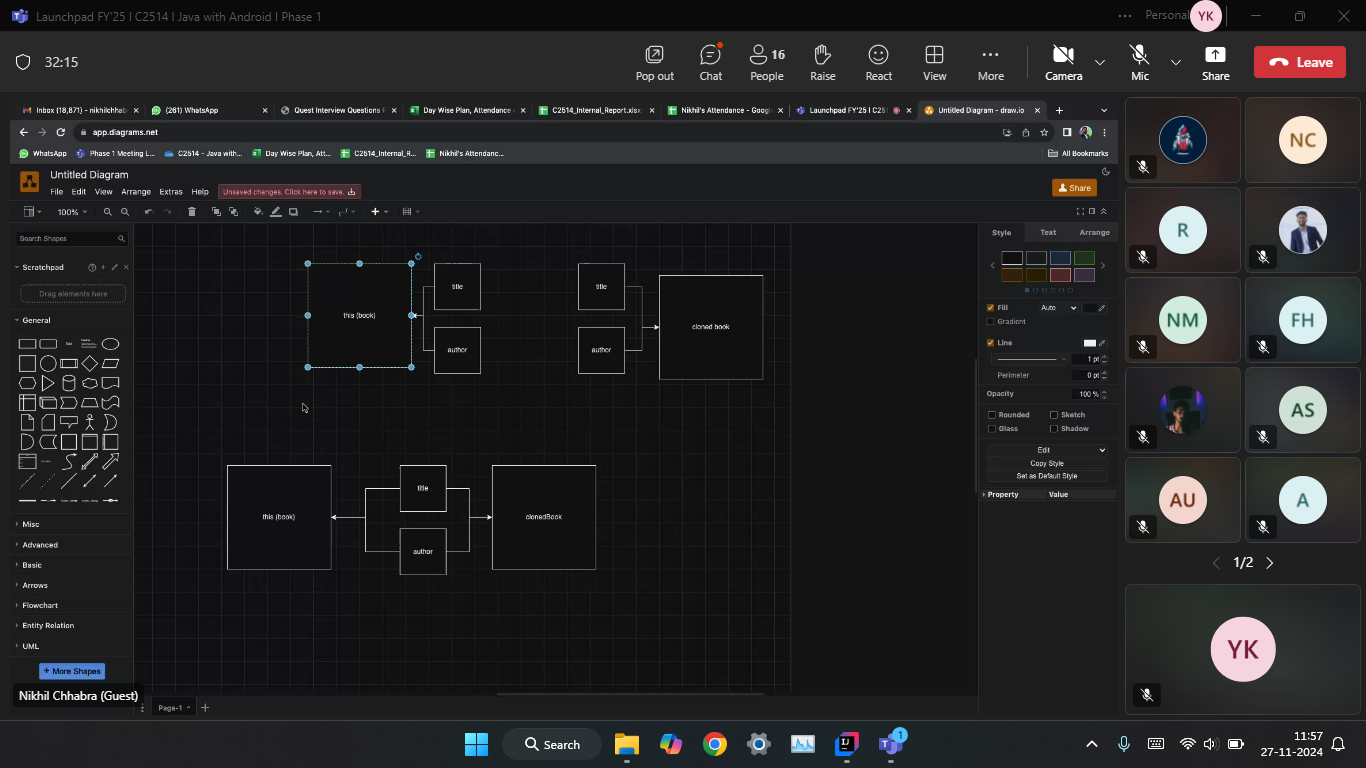 Launchpad FY'25 | C2514 | Java with Android | Phase 1
Personal
YK
32:15
Pop out
Chat
16
People
Raise
React
View
More
Camera
Mic
Share
Leave
Inbox (18,871) - nikhilchhab
(261) WhatsApp
Quest Interview Questions F
Day Wise Plan, Attendance
C2514_Internal_Report.xlsx
Nikhil's Attendance - Goog
Launchpad FY'25 | C251
Untitled Diagram - draw.io
app.diagrams.net
WhatsApp
Phase 1 Meeting L...
C2514 - Java with...
Day Wise Plan, Att...
C2514_Internal_R...
Nikhil's Attendanc...
All Bookmarks
Untitled Diagram
File Edit View Arrange Extras Help
Unsaved changes. Click here to save.
Share
100%
Search Shapes
Scratchpad
Drag elements here
General
Text
Misc
Advanced
Basic
Arrows
Flowchart
Entity Relation
UML
+ More Shapes
this (book)
title
author
title
author
cloned book
this (book)
title
author
clonedBook
Style Text Arrange
Fill
Auto
Gradient
Line
1 pt
Perimeter
0 pt
Opacity
100 %
Rounded
Sketch
Glass
Shadow
Edit
Copy Style
Set as Default Style
Property Value
Page-1
Nikhil Chhabra (Guest)
NC
R
NM
FH
AS
AU
A
1/2
YK
Search
1
11:57
27-11-2024